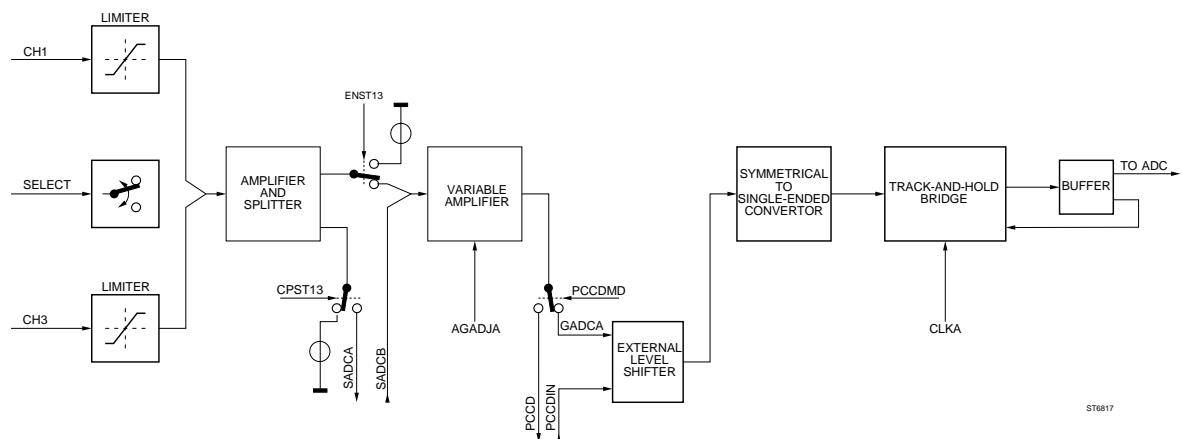 LIMITER
CH1
ENST13
SELECT
AMPLIFIER
AND
SPLITTER
VARIABLE
AMPLIFIER
SYMMETRICAL
TO
SINGLE-ENDED
CONVERTOR
TRACK-AND-HOLD
BRIDGE
BUFFER
TO ADC
LIMITER
CH3
CPST13
SADCA
SADCB
AGADJA
PCCDMD
GADCA
PCCD
PCCDIN
EXTERNAL
LEVEL
SHIFTER
CLKA
ST6817